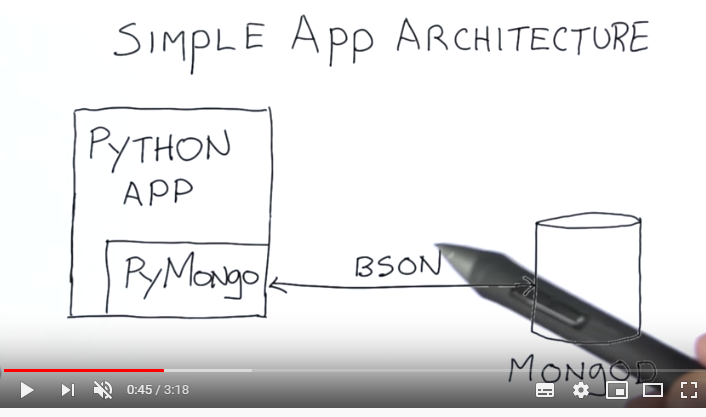 SIMPLE APP ARCHITECTURE
PYTHON
APP
PyMongo
BSON
MONGOD
0:45 / 3:18